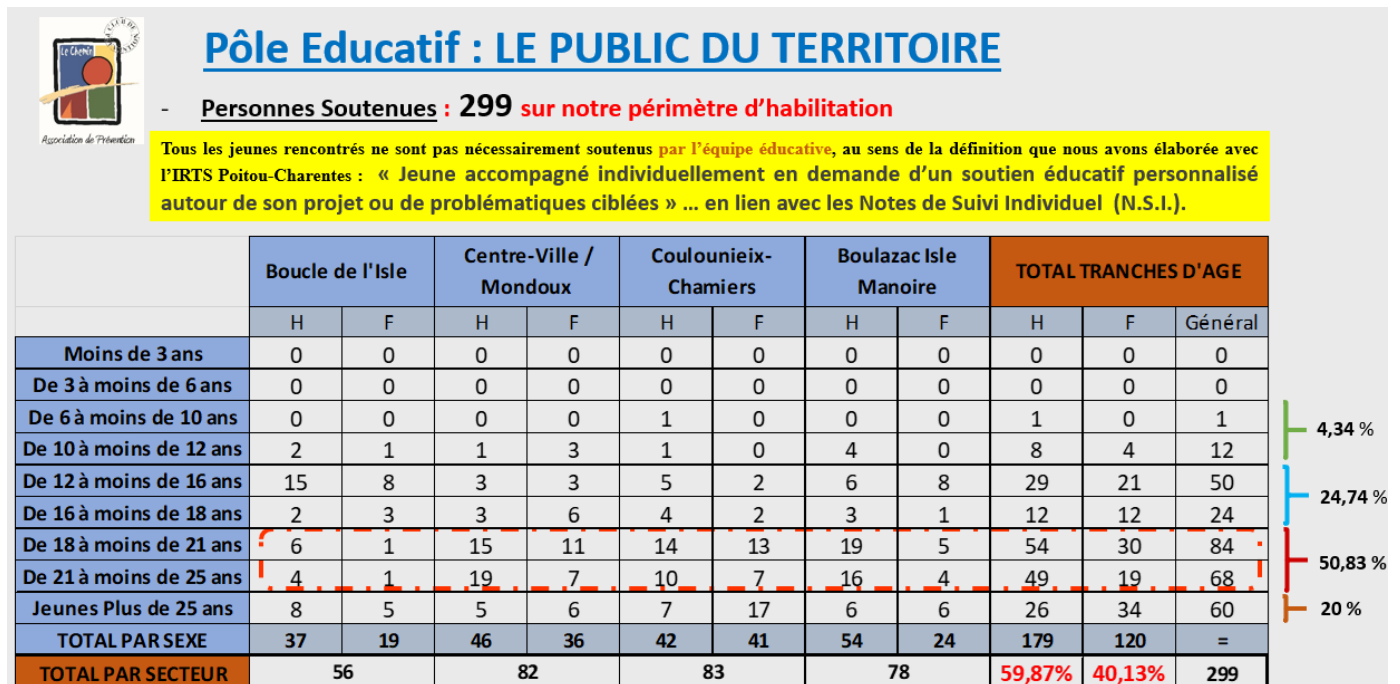 LE CLUB DE PREVENTION
Le Chemin
Association de Prévention
Pôle Educatif : LE PUBLIC DU TERRITOIRE
- Personnes Soutenues : 299 sur notre périmètre d'habilitation
Tous les jeunes rencontrés ne sont pas nécessairement soutenus par l'équipe éducative, au sens de la définition que nous avons élaborée avec
l'IRTS Poitou-Charentes : « Jeune accompagné individuellement en demande d'un soutien éducatif personnalisé
autour de son projet ou de problématiques ciblées » ... en lien avec les Notes de Suivi Individuel (N.S.I.).
Boucle de l'Isle Centre-Ville / Mondoux Coulounieix-Chamiers Boulazac Isle Manoire TOTAL TRANCHES D'AGE
H F H F H F H F H F Général
Moins de 3 ans 0 0 0 0 0 0 0 0 0 0 0
De 3 à moins de 6 ans 0 0 0 0 0 0 0 0 0 0 0
De 6 à moins de 10 ans 0 0 0 0 1 0 0 0 1 0 1
4,34 %
De 10 à moins de 12 ans 2 1 1 3 1 0 4 0 8 4 12
De 12 à moins de 16 ans 15 8 3 3 5 2 6 8 29 21 50
24,74 %
De 16 à moins de 18 ans 2 3 3 6 4 2 3 1 12 12 24
De 18 à moins de 21 ans 6 1 15 11 14 13 19 5 54 30 84
50,83 %
De 21 à moins de 25 ans 4 1 19 7 10 7 16 4 49 19 68
Jeunes Plus de 25 ans 8 5 5 6 7 17 6 6 26 34 60 20 %
TOTAL PAR SEXE 37 19 46 36 42 41 54 24 179 120 =
TOTAL PAR SECTEUR 56 82 83 78 59,87% 40,13% 299